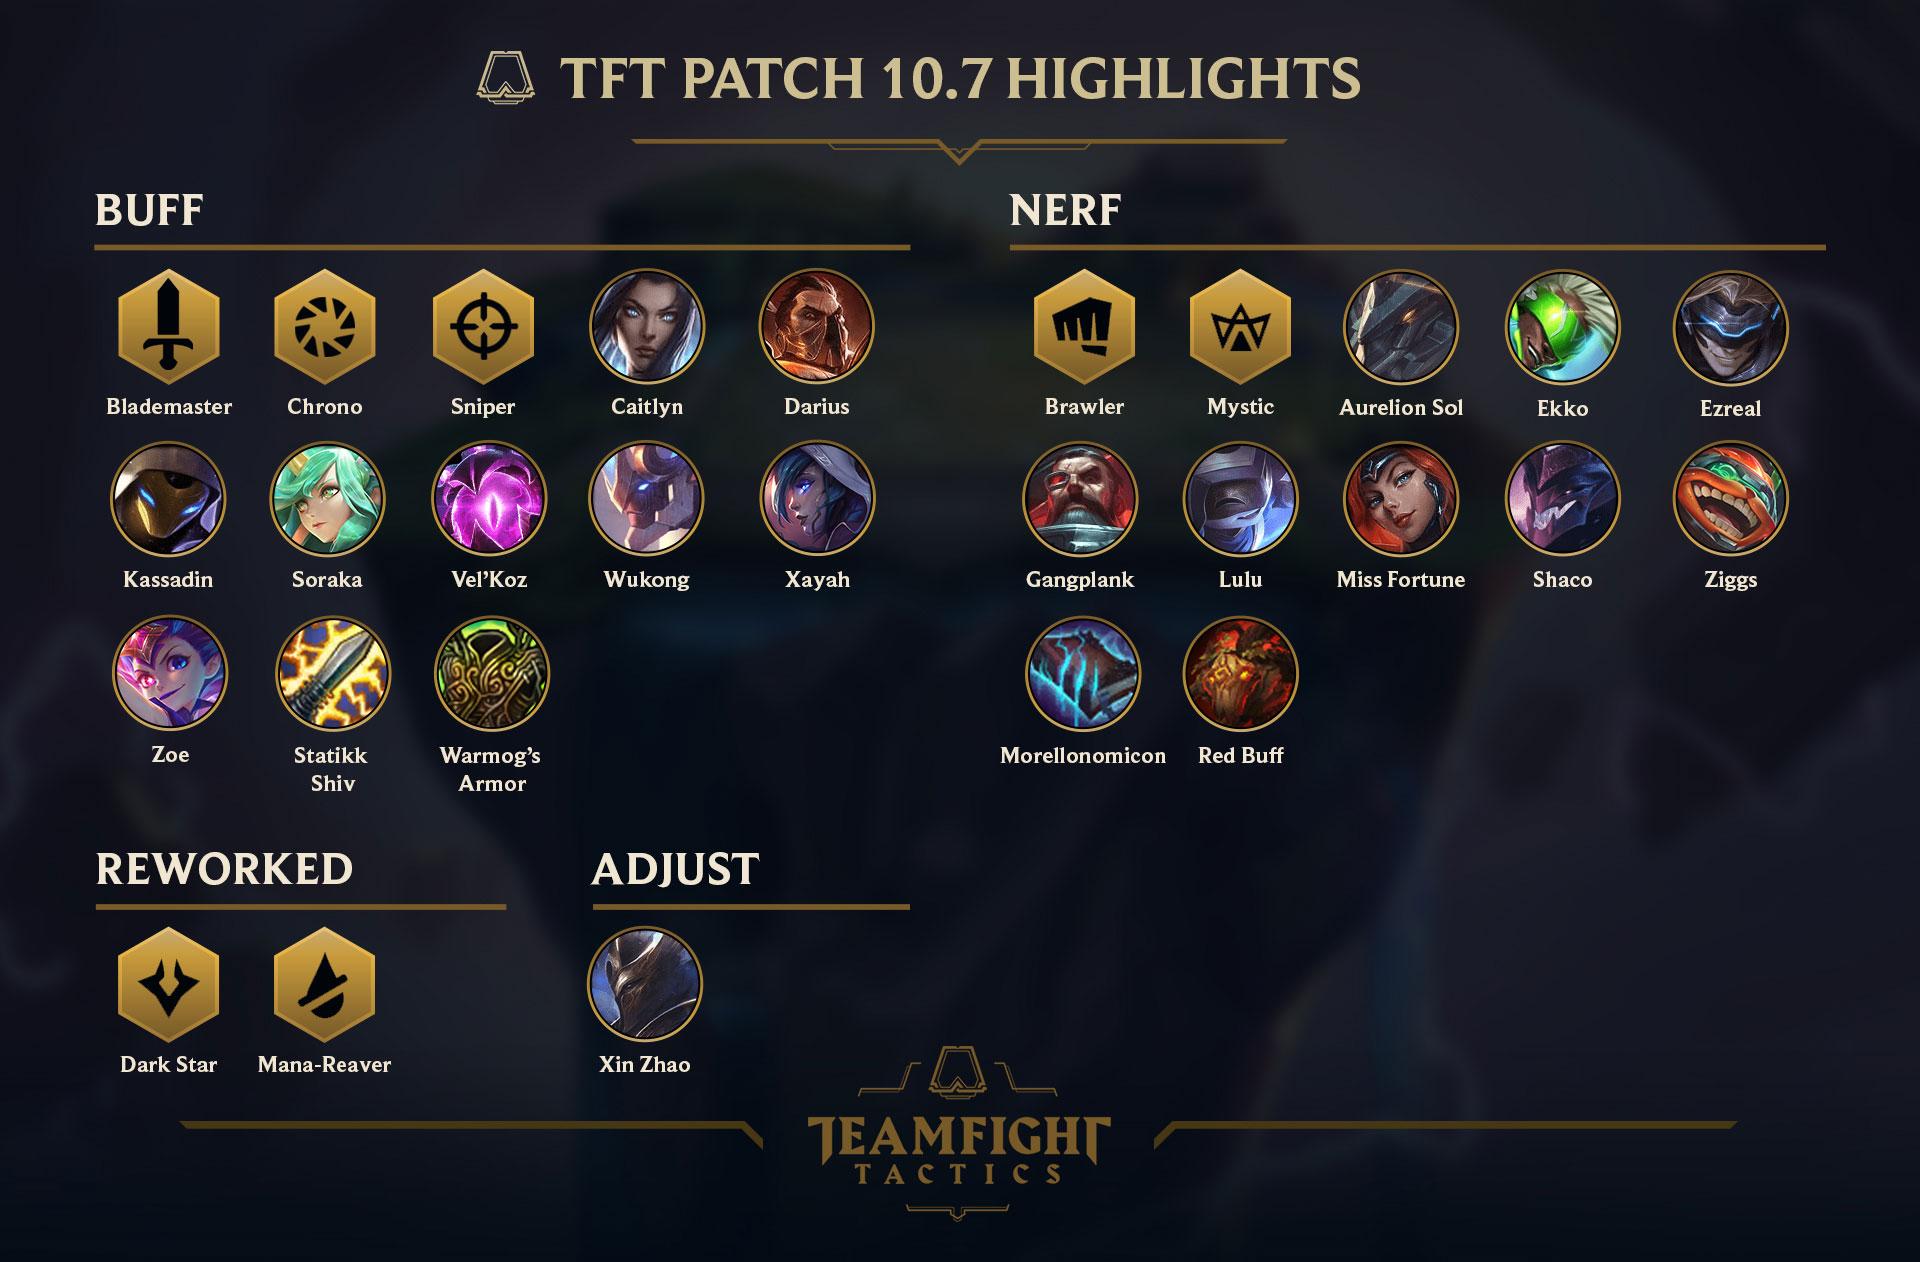 TFT PATCH 10.7 HIGHLIGHTS
BUFF
Blademaster
Chrono
Sniper
Caitlyn
Darius
Kassadin
Soraka
Vel'Koz
Wukong
Xayah
Zoe
Statikk
Shiv
Warmog's
Armor
NERF
Brawler
Mystic
Aurelion Sol
Ekko
Ezreal
Gangplank
Lulu
Miss Fortune
Shaco
Ziggs
Morellonomicon
Red Buff
REWORKED
Dark Star
Mana-Reaver
ADJUST
Xin Zhao
TEAMFIGHT
TACTICS